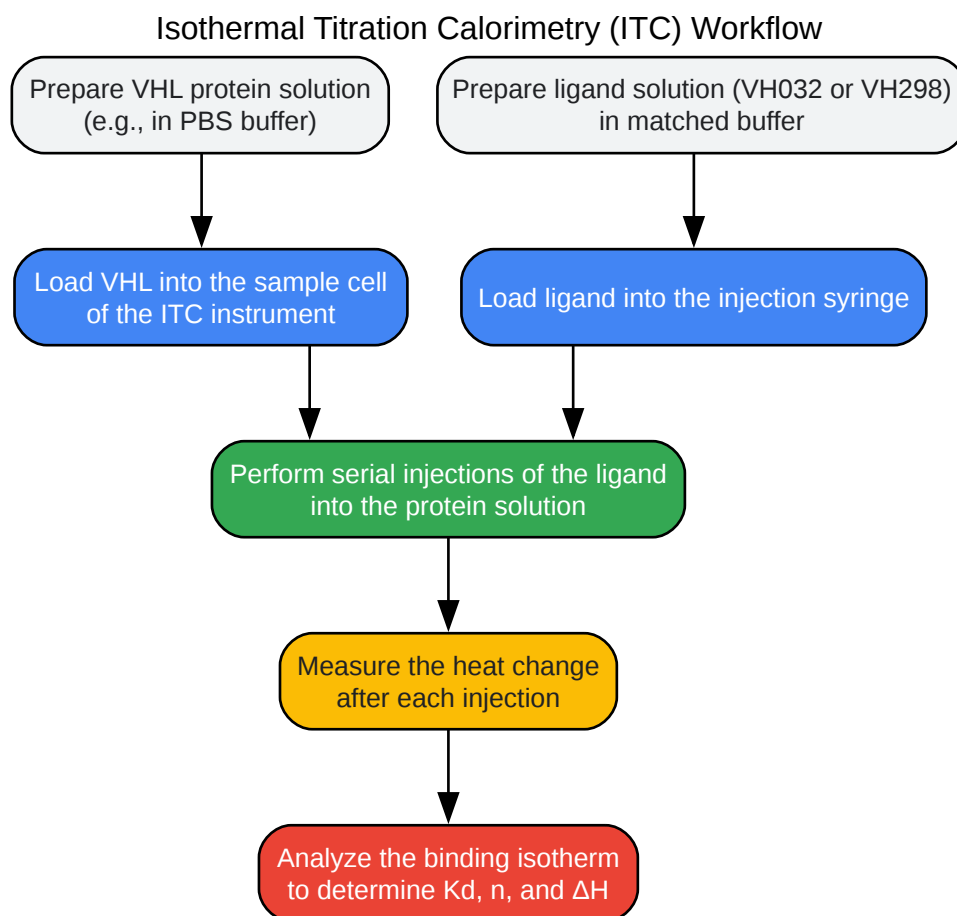 Isothermal Titration Calorimetry (ITC) Workflow
Prepare VHL protein solution
(e.g., in PBS buffer)
Prepare ligand solution (VH032 or VH298)
in matched buffer
Load VHL into the sample cell
of the ITC instrument
Load ligand into the injection syringe
Perform serial injections of the ligand
into the protein solution
Measure the heat change
after each injection
Analyze the binding isotherm
to determine Kd, n, and ΔH